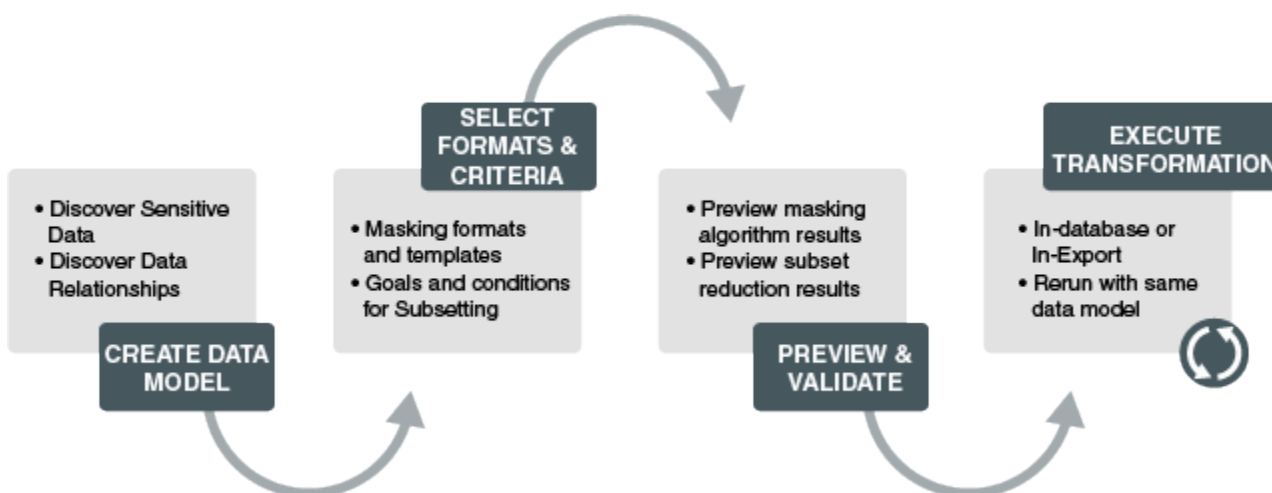 • Discover Sensitive
Data
• Discover Data
Relationships
CREATE DATA
MODEL
SELECT
FORMATS &
CRITERIA
• Masking formats
and templates
• Goals and conditions
for Subsetting
• Preview masking
algorithm results
• Preview subset
reduction results
PREVIEW &
VALIDATE
EXECUTE
TRANSFORMATION
• In-database or
In-Export
• Rerun with same
data model